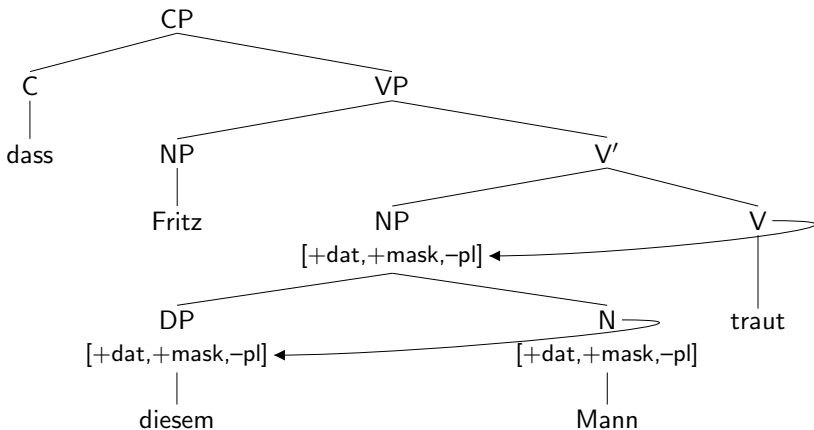 CP
C VP
dass NP V′
Fritz NP V
[+dat,+mask,–pl]
DP N traut
[+dat,+mask,–pl] [+dat,+mask,–pl]
diesem Mann